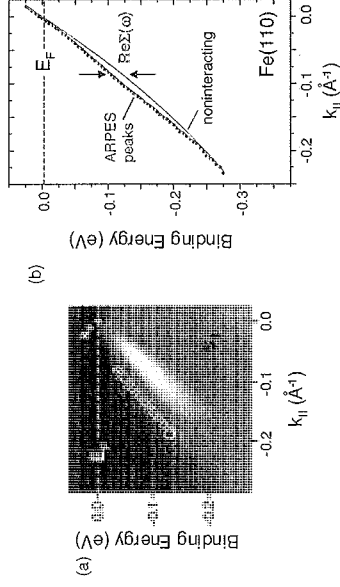 (a)
0.0
-0.1
-0.2
Binding Energy (eV)
-0.2
-0.1
0.0
k|| (Å-1)
(b)
0.0
-0.1
-0.2
-0.3
Binding Energy (eV)
EF
ReΣ(ω)
ARPES
peaks
noninteracting
Fe(110)
-0.2
-0.1
0.0
k|| (Å-1)